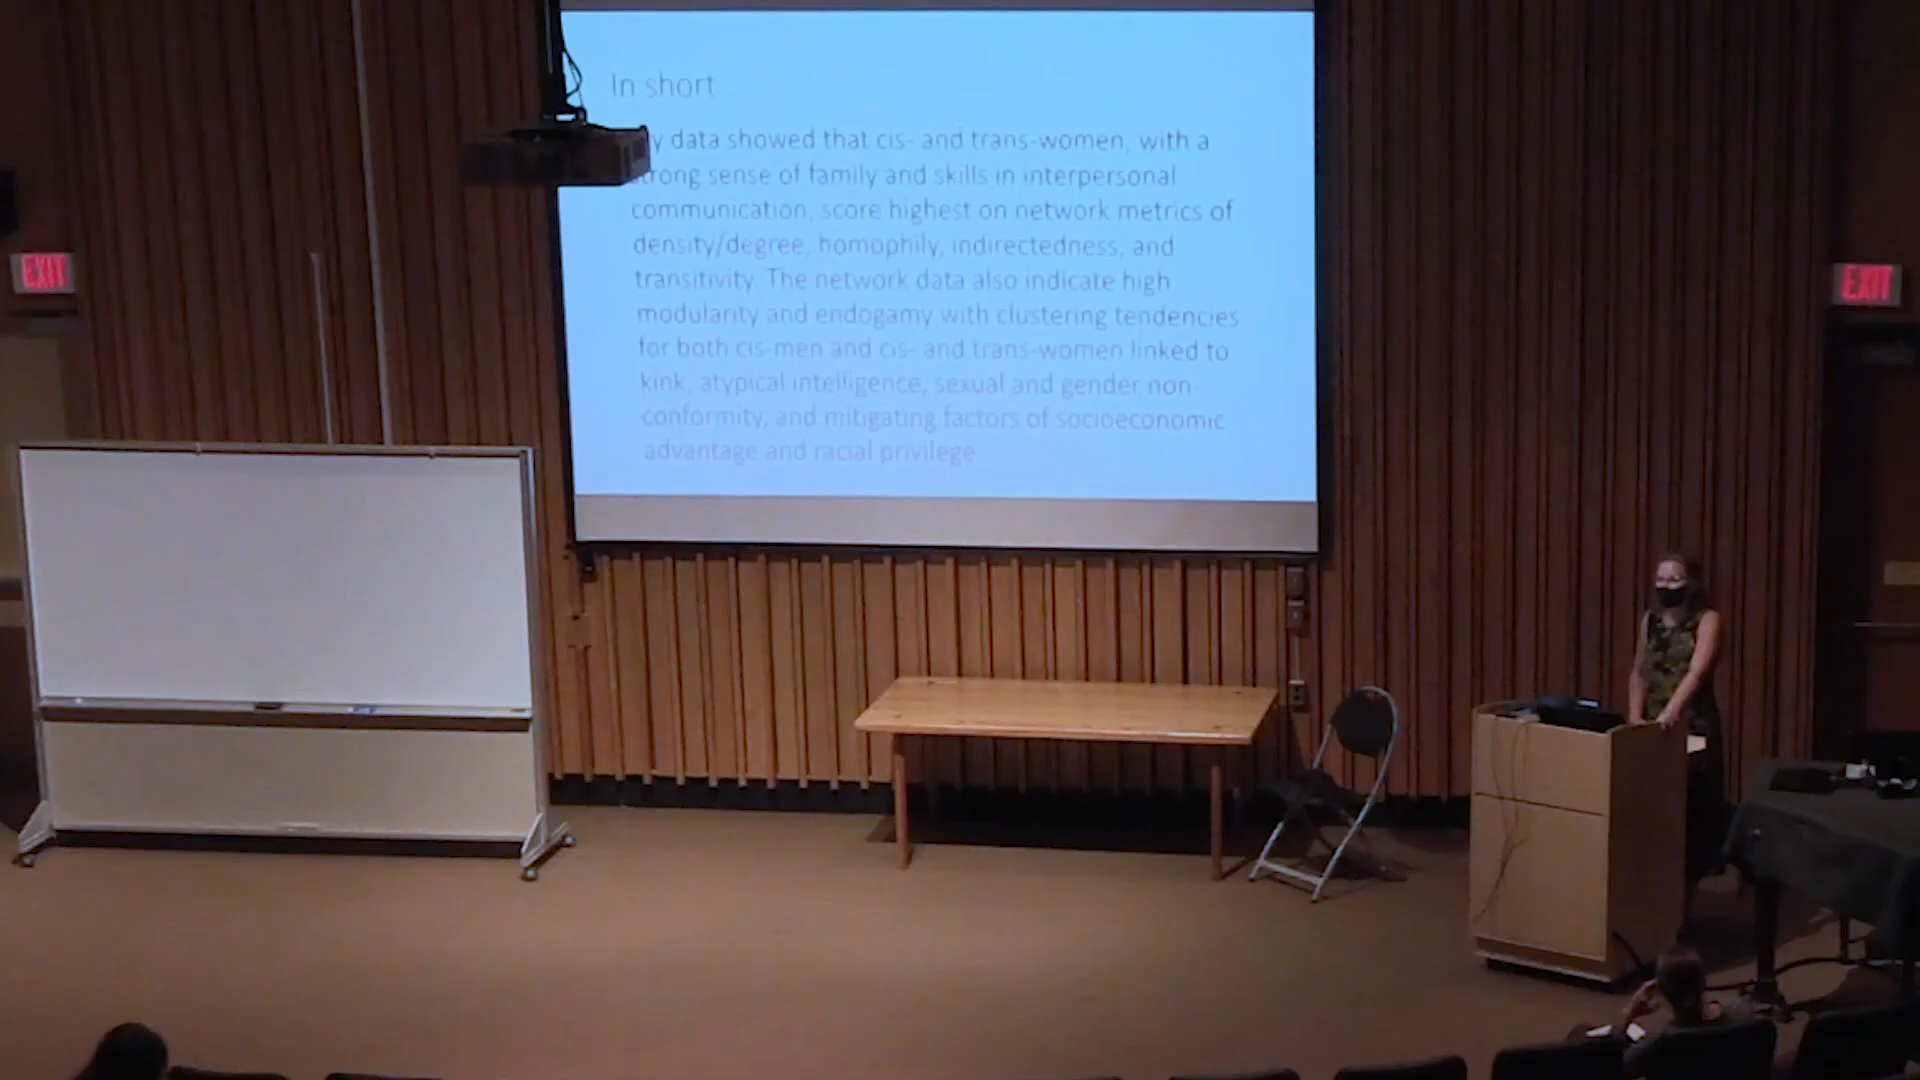 In short
y data showed that cis- and trans-women, with a
strong sense of family and skills in interpersonal
communication, score highest on network metrics of
density/degree, homophily, indirectedness, and
transitivity. The network data also indicate high
modularity and endogamy with clustering tendencies
for both cis-men and cis- and trans-women linked to
kink, atypical intelligence, sexual and gender non-
conformity, and mitigating factors of socioeconomic
advantage and racial privilege
EXIT
EXIT